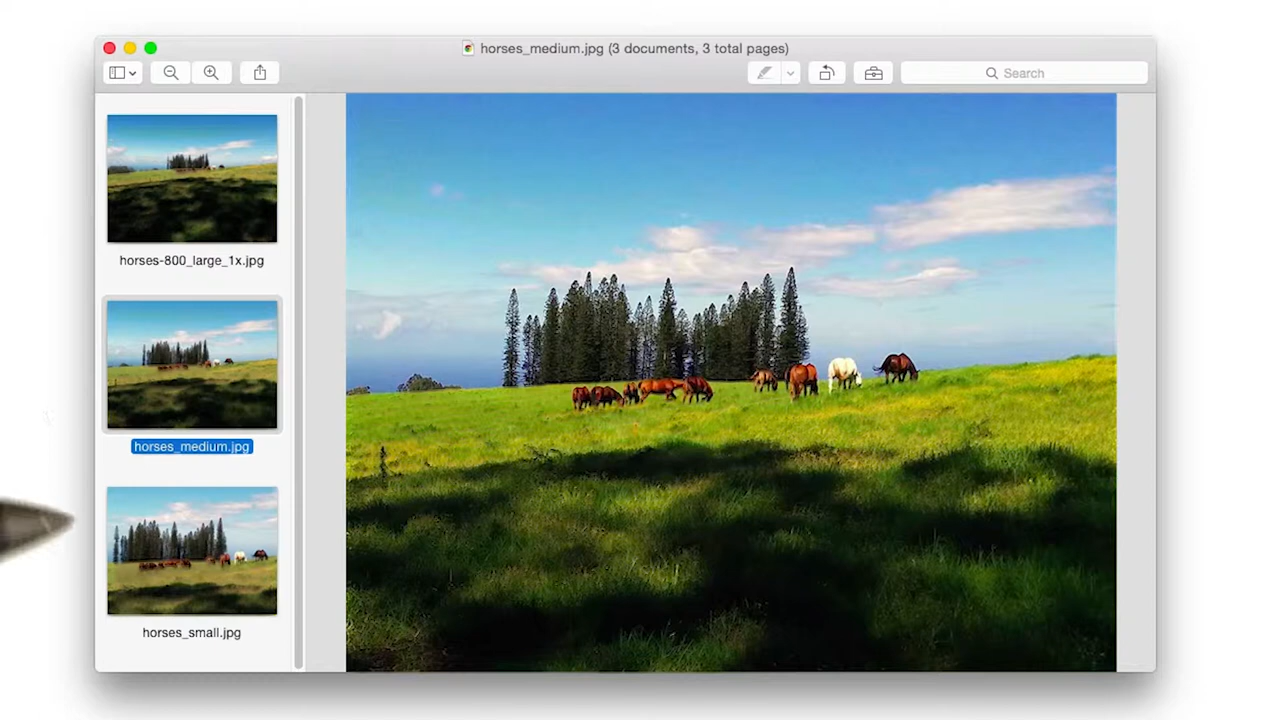 horses_medium.jpg (3 documents, 3 total pages)
Search
horses-800_large_1x.jpg
horses_medium.jpg
horses_small.jpg